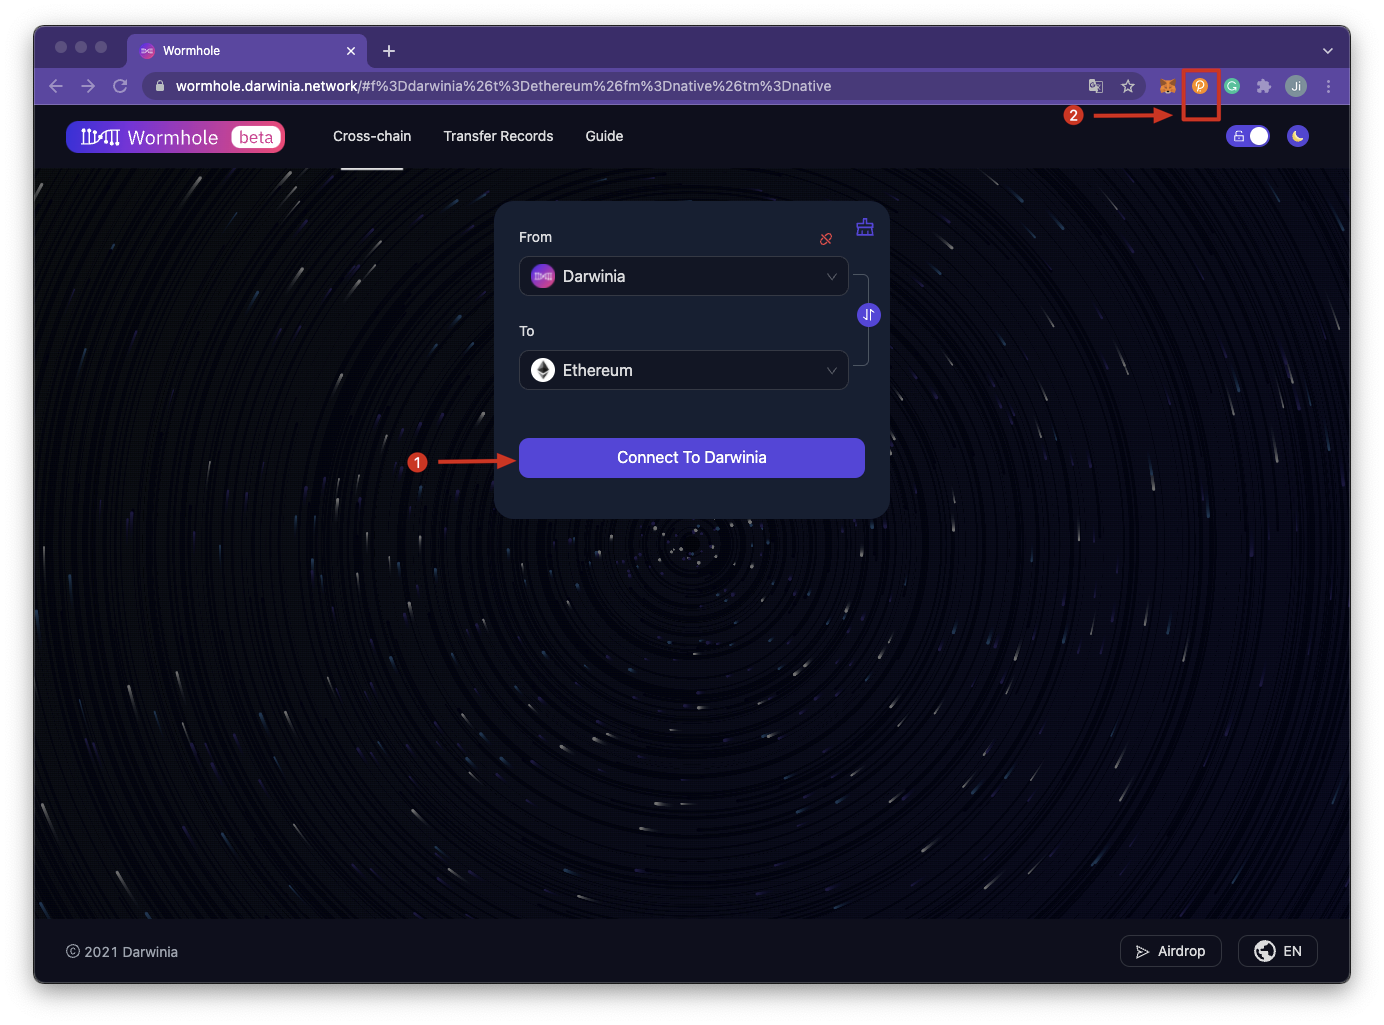 Wormhole
wormhole.darwinia.network/#f%3Ddarwinia%26t%3Dethereum%26fm%3Dnative%26tm%3Dnative
Ji
2
Wormhole beta
Cross-chain
Transfer Records
Guide
From
Darwinia
To
Ethereum
1
Connect To Darwinia
© 2021 Darwinia
Airdrop
EN